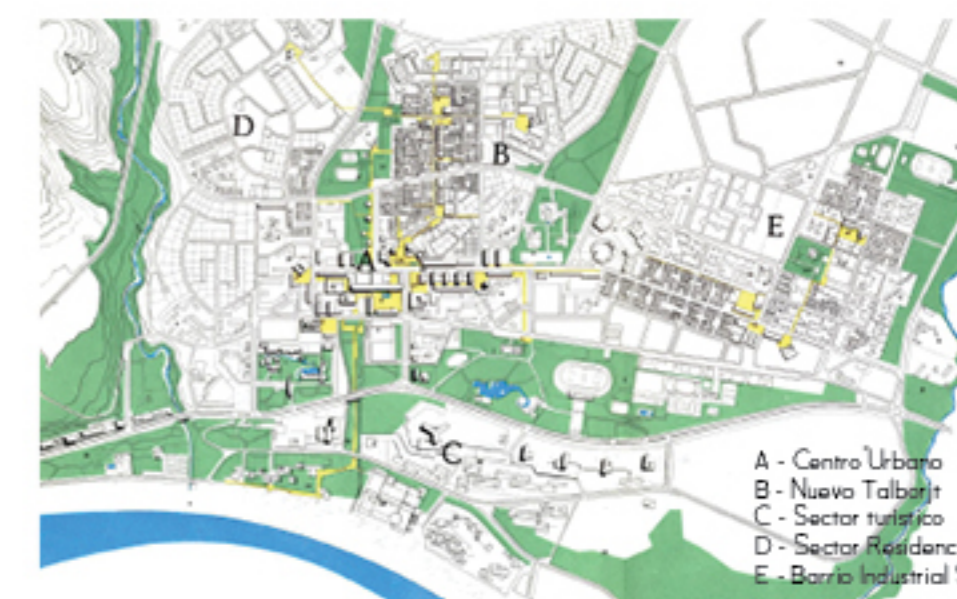 D
B
E
A
C
A - Centro Urbano
B - Nuevo Talborjt
C - Sector turístico
D - Sector Residenc
E - Barrio Industrial